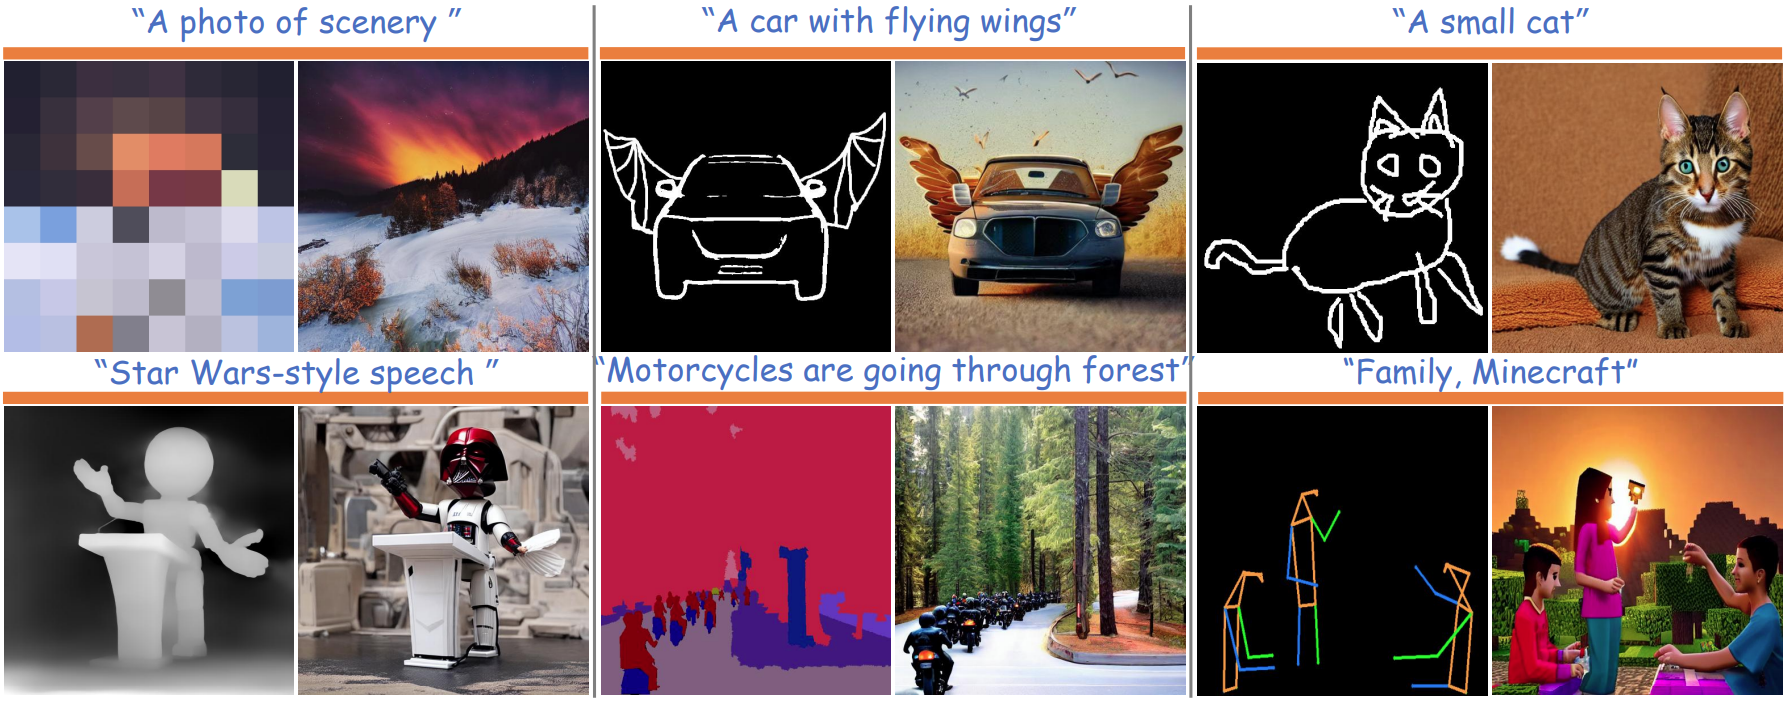 “A photo of scenery ”
“A car with flying wings”
“A small cat”
“Star Wars-style speech ”
“Motorcycles are going through forest”
“Family, Minecraft”